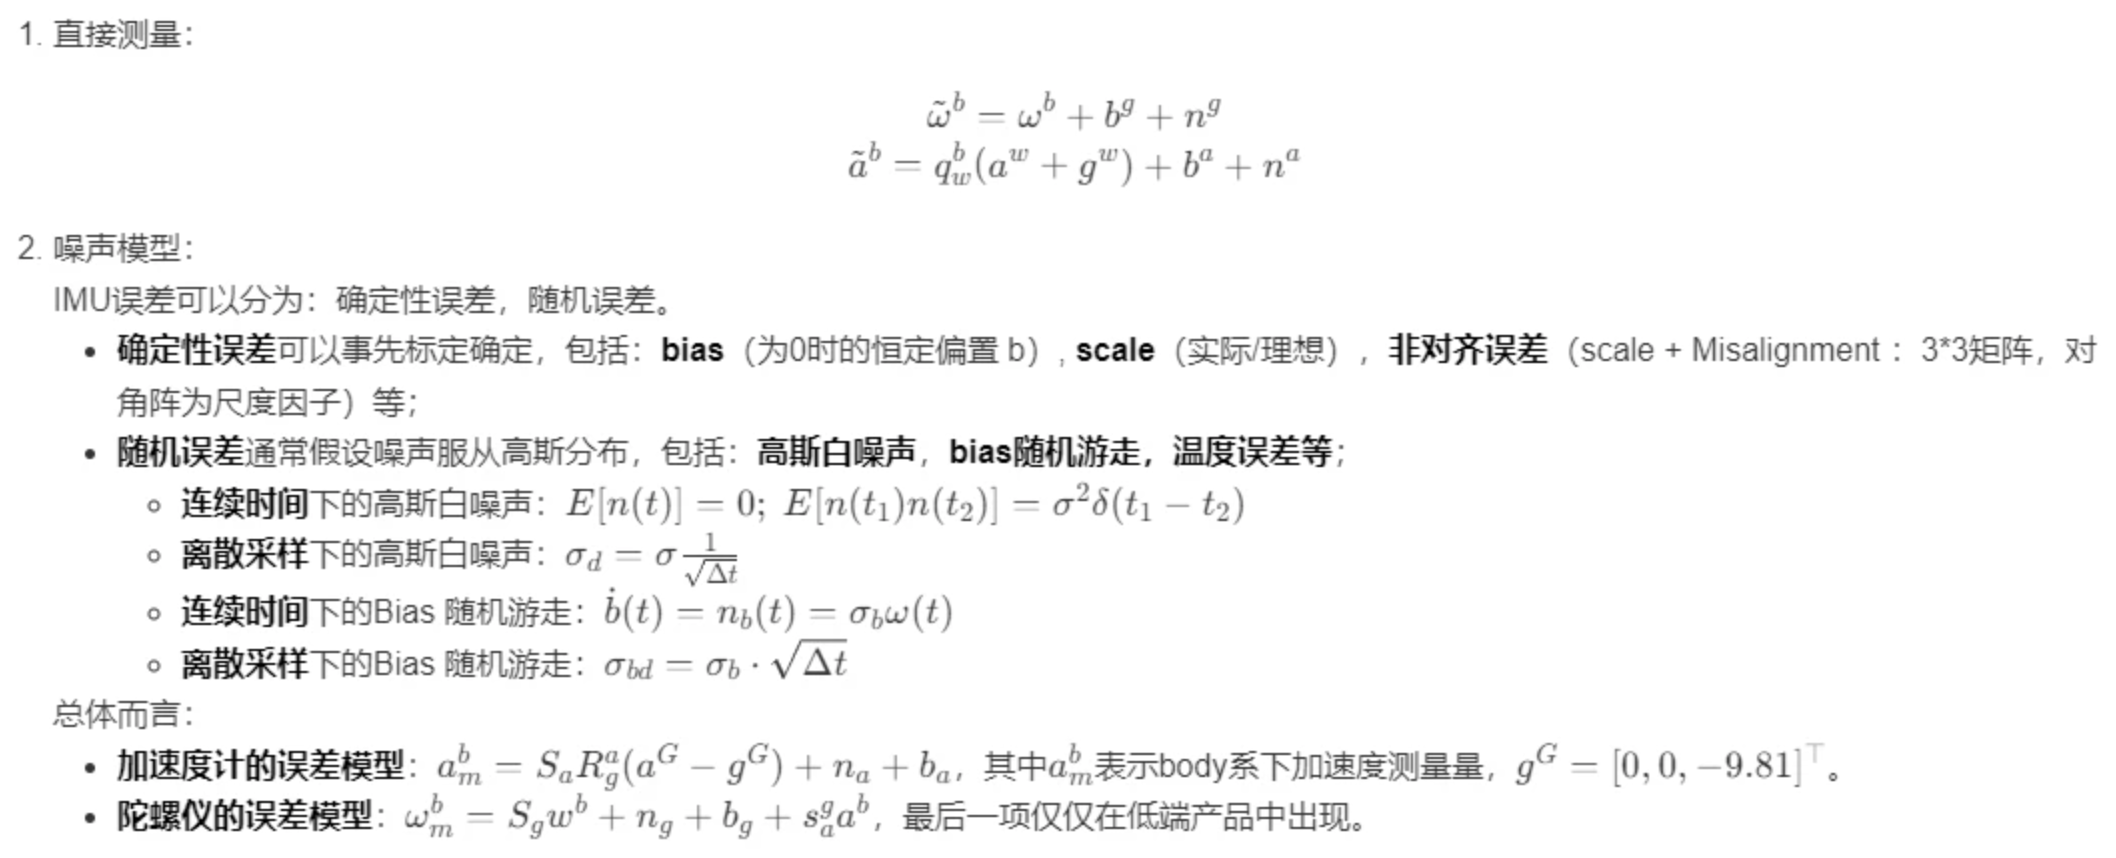 1. 直接测量：
$\tilde{\omega}^b = \omega^b + b^g + n^g$
$\tilde{a}^b = q_w^b(a^w + g^w) + b^a + n^a$
2. 噪声模型：
IMU误差可以分为：确定性误差，随机误差。
• 确定性误差可以事先标定确定，包括：bias（为0时的恒定偏置 b）, scale（实际/理想）, 非对齐误差（scale + Misalignment : 3*3矩阵，对
角阵为尺度因子）等；
• 随机误差通常假设噪声服从高斯分布，包括：高斯白噪声，bias随机游走，温度误差等；
◦ 连续时间下的高斯白噪声：$E[n(t)] = 0;\ E[n(t_1)n(t_2)] = \sigma^2\delta(t_1 - t_2)$
◦ 离散采样下的高斯白噪声：$\sigma_d = \sigma\frac{1}{\sqrt{\Delta t}}$
◦ 连续时间下的Bias 随机游走：$\dot{b}(t) = n_b(t) = \sigma_b\omega(t)$
◦ 离散采样下的Bias 随机游走：$\sigma_{bd} = \sigma_b \cdot \sqrt{\Delta t}$
总体而言：
• 加速度计的误差模型：$a_m^b = S_a R_g^a(a^G - g^G) + n_a + b_a$，其中$a_m^b$表示body系下加速度测量量，$g^G = [0, 0, -9.81]^\top$。
• 陀螺仪的误差模型：$\omega_m^b = S_g w^b + n_g + b_g + s_a^g a^b$，最后一项仅仅在低端产品中出现。